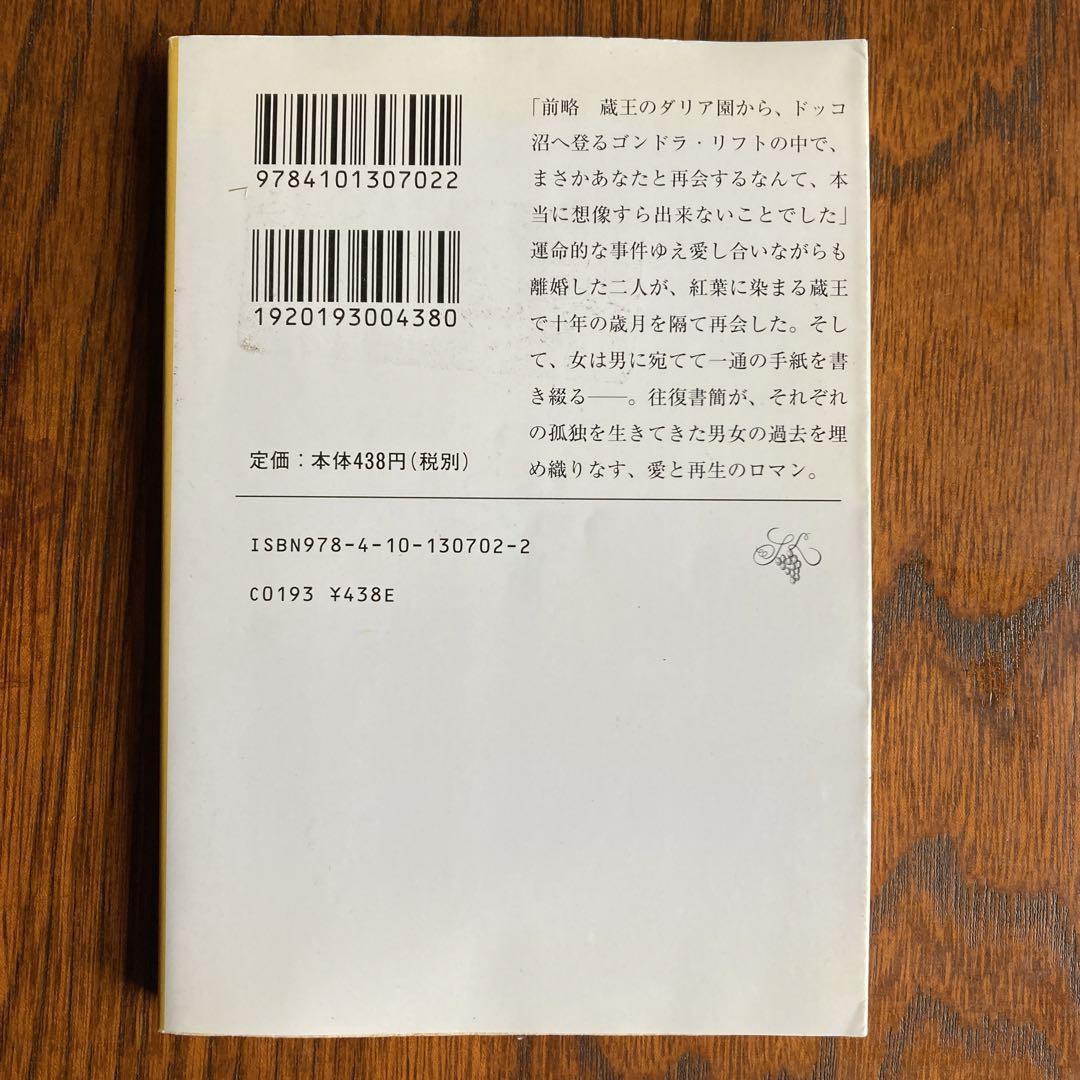 9784101307022
1920193004380
定価：本体438円(税別)
「前略　蔵王のダリア園から、ドッコ
沼へ登るゴンドラ・リフトの中で、
まさかあなたと再会するなんて、本
当に想像すら出来ないことでした」
運命的な事件ゆえ愛し合いながらも
離婚した二人が、紅葉に染まる蔵王
で十年の歳月を隔て再会した。そし
て、女は男に宛てて一通の手紙を書
き綴る――。往復書簡が、それぞれ
の孤独を生きてきた男女の過去を埋
め織りなす、愛と再生のロマン。
ISBN978-4-10-130702-2
C0193 ¥438E